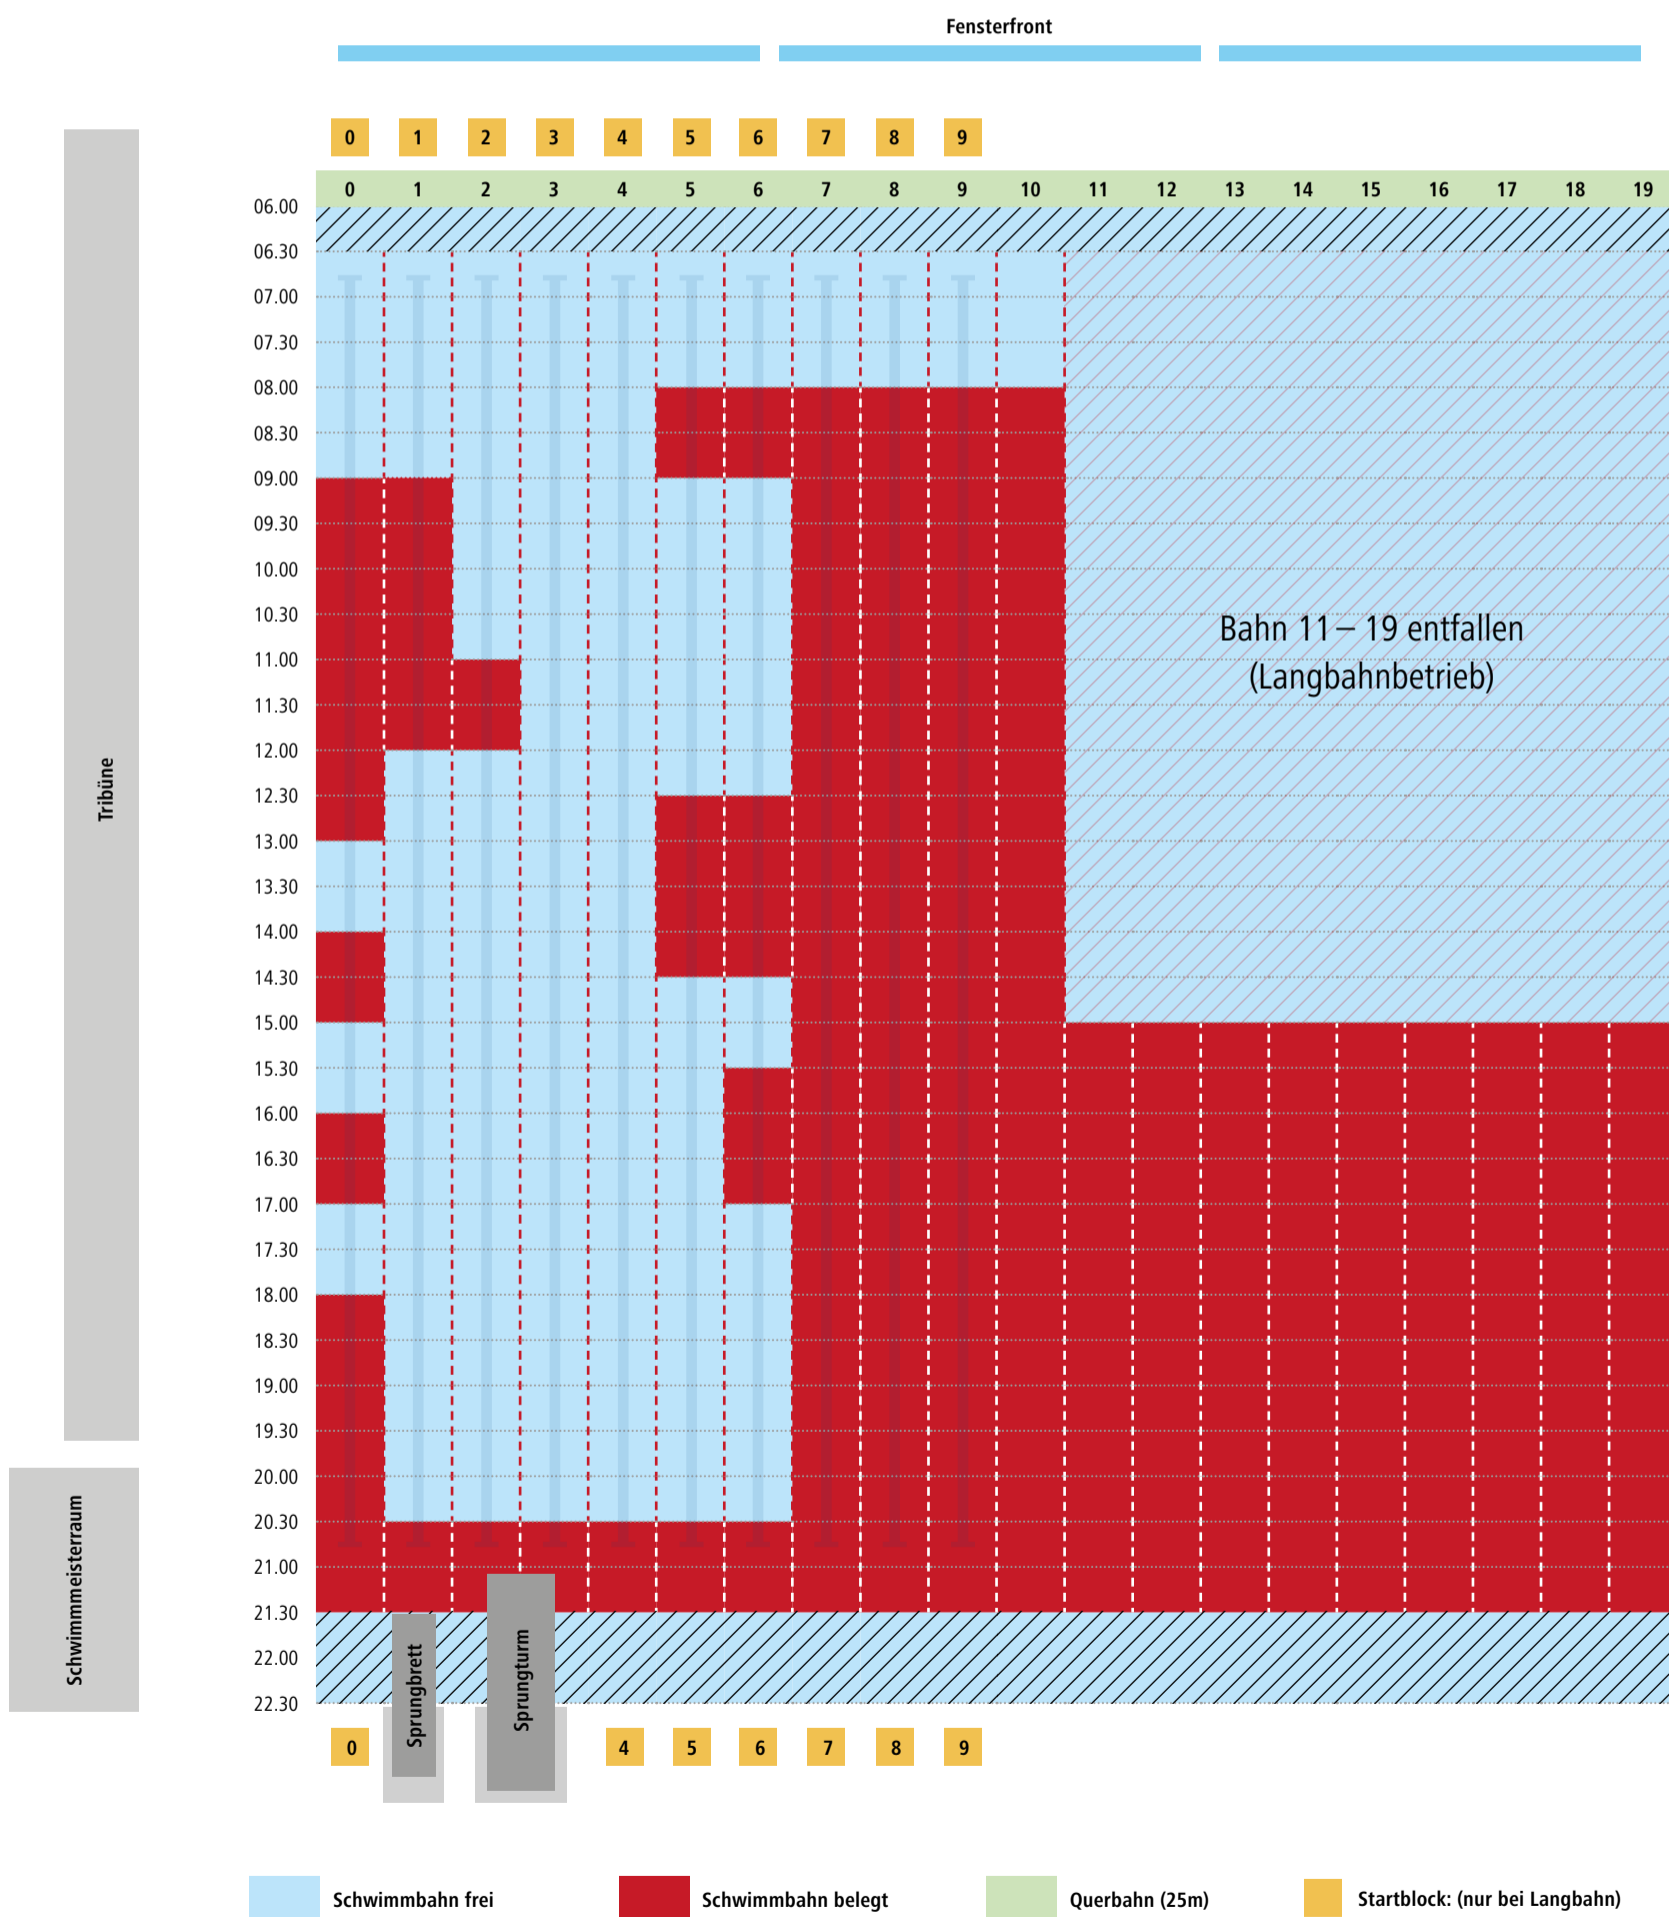 Fensterfront
0 1 2 3 4 5 6 7 8 9
0 1 2 3 4 5 6 7 8 9 10 11 12 13 14 15 16 17 18 19
06.00
06.30
07.00
07.30
08.00
08.30
09.00
09.30
10.00
10.30
11.00
11.30
12.00
12.30
13.00
13.30
14.00
14.30
15.00
15.30
16.00
16.30
17.00
17.30
18.00
18.30
19.00
19.30
20.00
20.30
21.00
21.30
22.00
22.30
Bahn 11 – 19 entfallen
(Langbahnbetrieb)
Tribüne
Schwimmeisterraum
Sprungbrett
Sprungturm
0 4 5 6 7 8 9
Schwimmbahn frei
Schwimmbahn belegt
Querbahn (25m)
Startblock: (nur bei Langbahn)